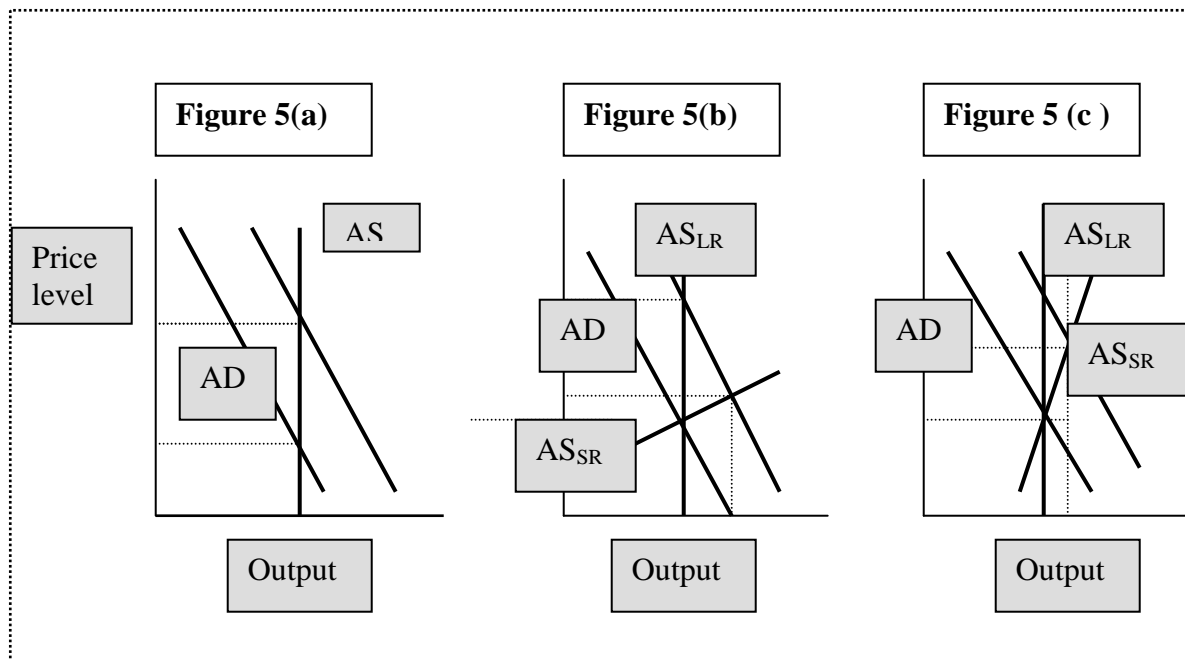 Figure 5(a)
Figure 5(b)
Figure 5 (c )
Price
level
AS
AD
Output
AS_LR
AD
AS_SR
Output
AS_LR
AD
AS_SR
Output